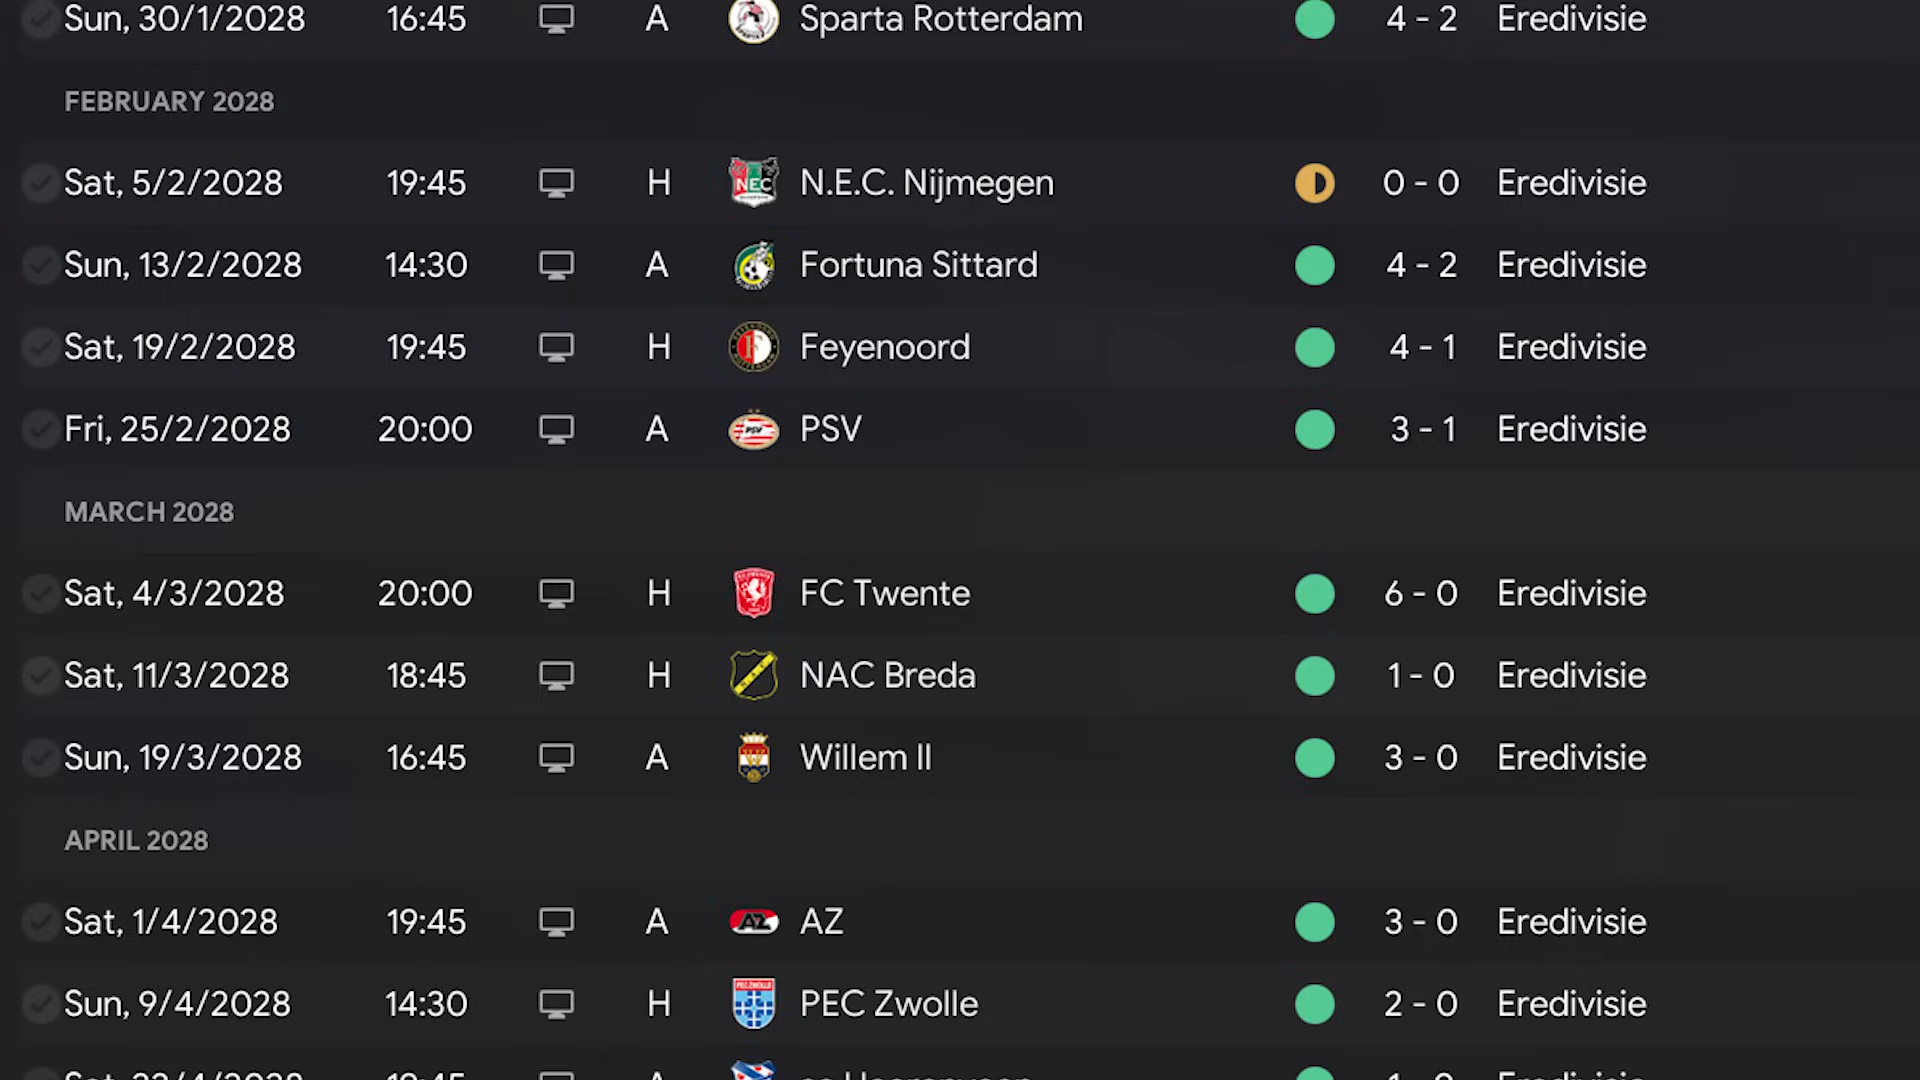 Sun, 30/1/2028 16:45 A Sparta Rotterdam 4 - 2 Eredivisie
FEBRUARY 2028
Sat, 5/2/2028 19:45 H NEC N.E.C. Nijmegen 0 - 0 Eredivisie
Sun, 13/2/2028 14:30 A Fortuna Sittard 4 - 2 Eredivisie
Sat, 19/2/2028 19:45 H Feyenoord 4 - 1 Eredivisie
Fri, 25/2/2028 20:00 A PSV PSV 3 - 1 Eredivisie
MARCH 2028
Sat, 4/3/2028 20:00 H FC Twente 6 - 0 Eredivisie
Sat, 11/3/2028 18:45 H NAC Breda 1 - 0 Eredivisie
Sun, 19/3/2028 16:45 A Willem II 3 - 0 Eredivisie
APRIL 2028
Sat, 1/4/2028 19:45 A AZ AZ 3 - 0 Eredivisie
Sun, 9/4/2028 14:30 H PEC ZWOLLE PEC Zwolle 2 - 0 Eredivisie